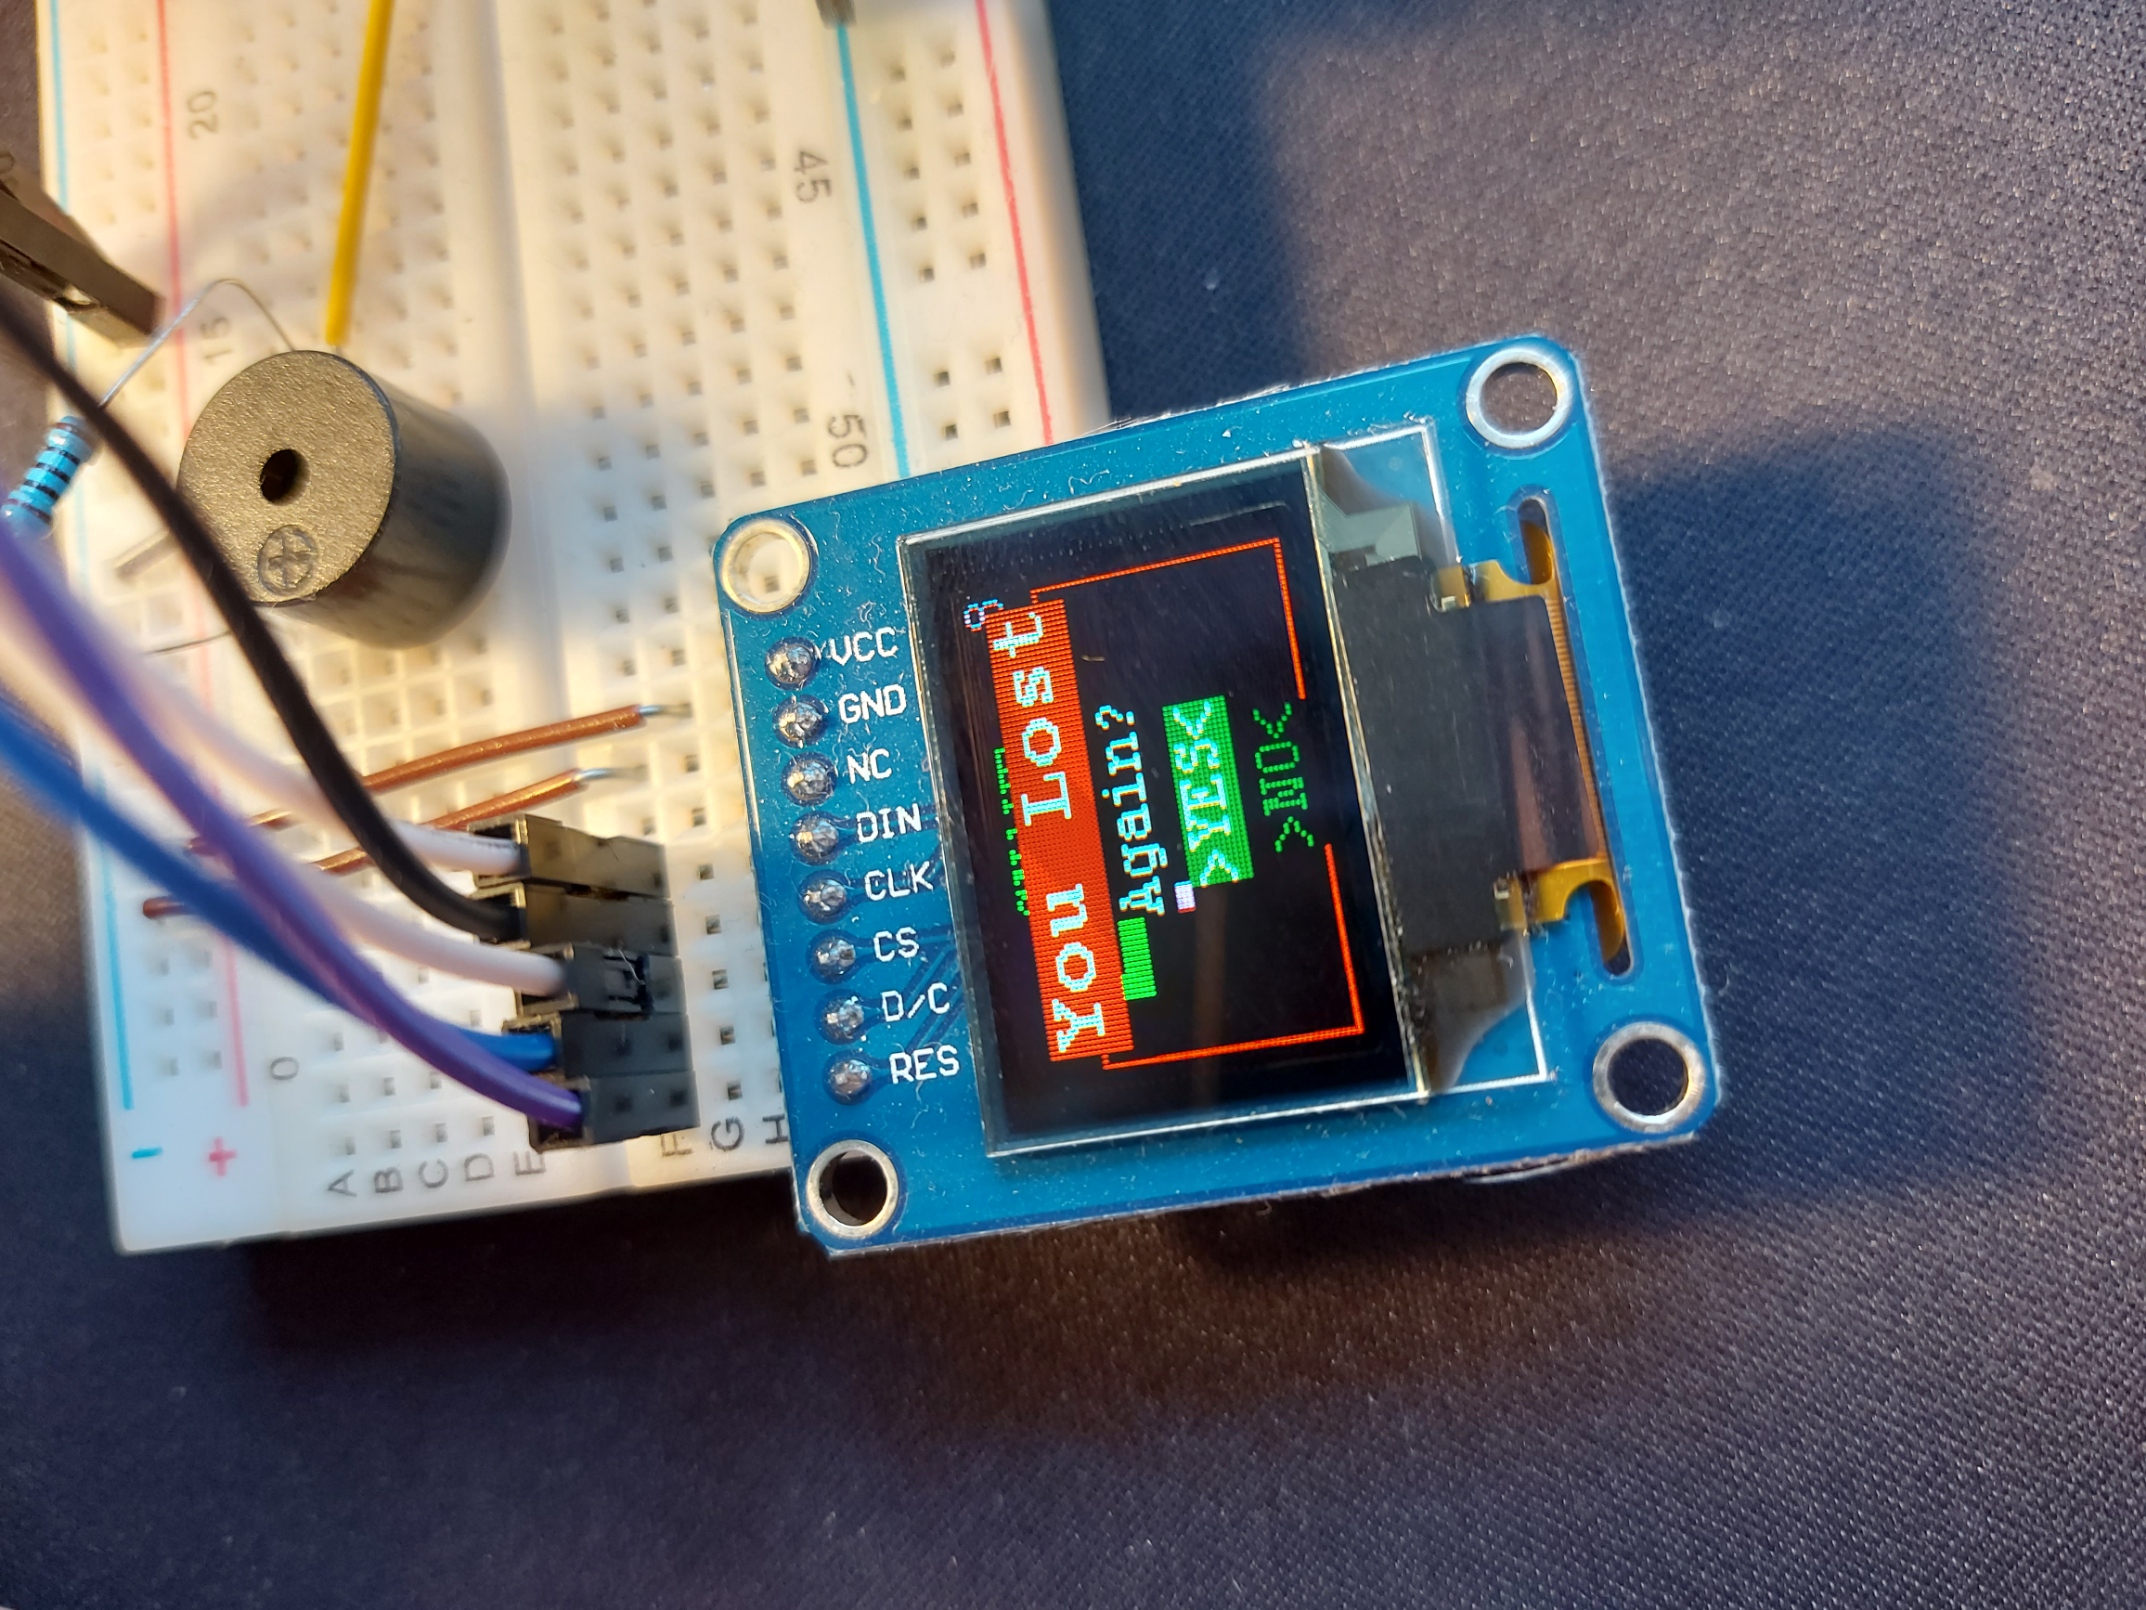 - 
+
0
15
20
A
B
C
D
E
F
G
H
50
45
RES
D/C
CS
CLK
DIN
NC
GND
VCC
You Lost
Again?
>YES<
>NO<